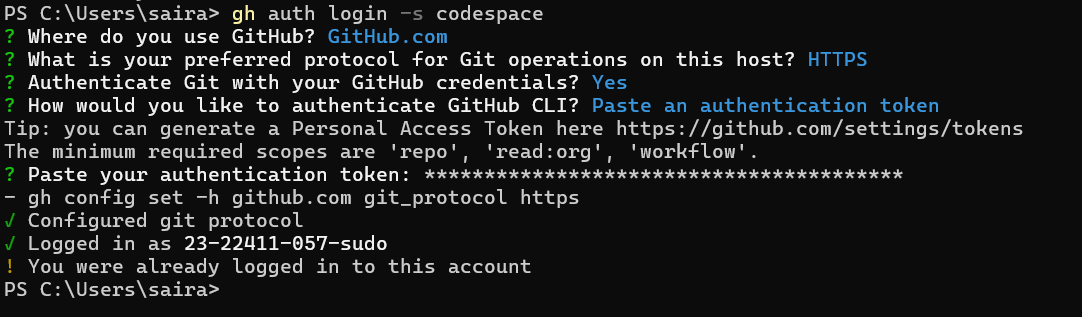 PS C:\Users\saira> gh auth login -s codespace
? Where do you use GitHub? GitHub.com
? What is your preferred protocol for Git operations on this host? HTTPS
? Authenticate Git with your GitHub credentials? Yes
? How would you like to authenticate GitHub CLI? Paste an authentication token
Tip: you can generate a Personal Access Token here https://github.com/settings/tokens
The minimum required scopes are 'repo', 'read:org', 'workflow'.
? Paste your authentication token: ****************************************
- gh config set -h github.com git_protocol https
✓ Configured git protocol
✓ Logged in as 23-22411-057-sudo
! You were already logged in to this account
PS C:\Users\saira>